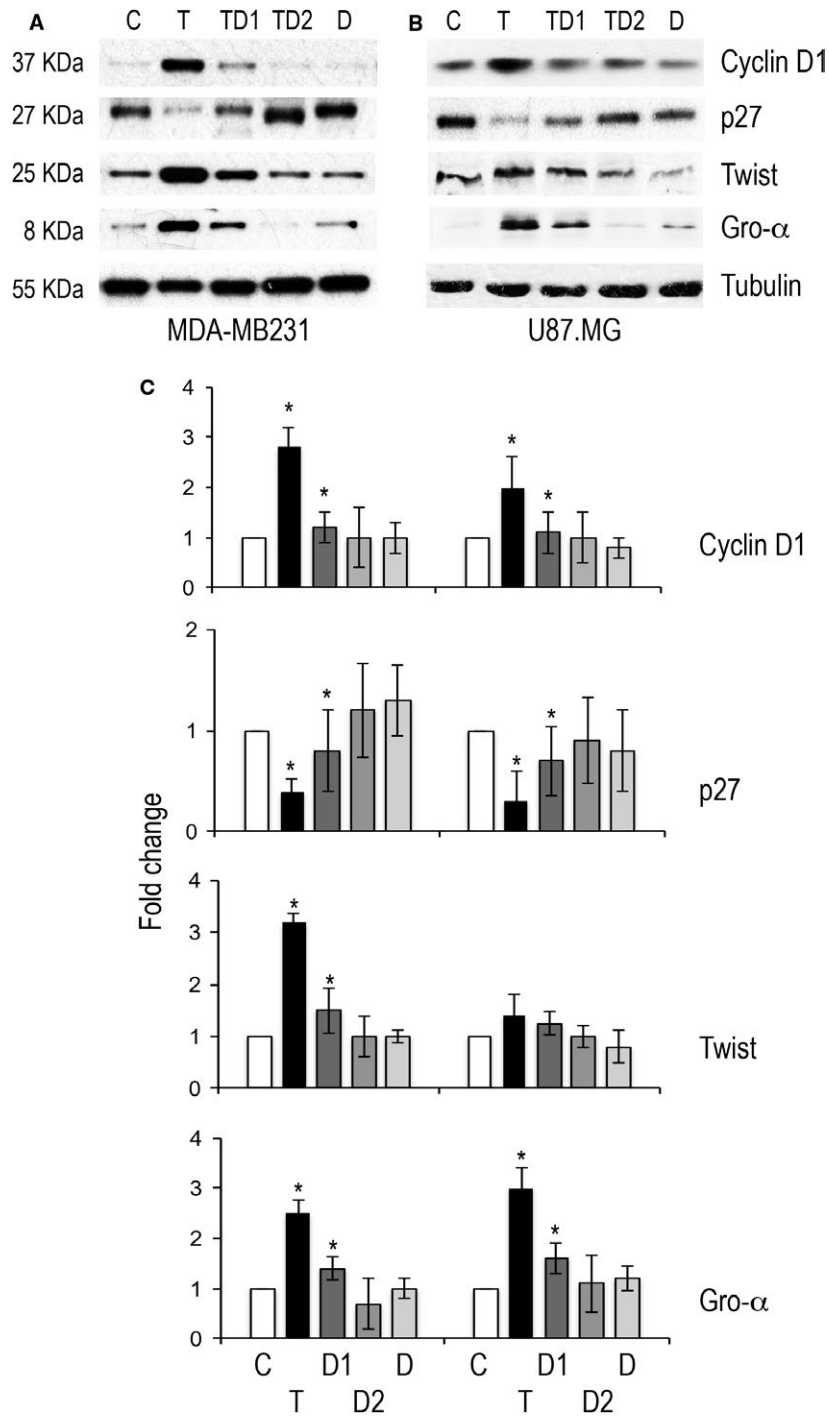 A C T TD1 TD2 D B C T TD1 TD2 D
37 KDa Cyclin D1
27 KDa p27
25 KDa Twist
8 KDa Gro-α
55 KDa Tubulin
MDA-MB231 U87.MG
C
4
3
2
1
0
* * * *
Cyclin D1
2
1
0
* * * *
p27
Fold change
4
3
2
1
0
* *
Twist
4
3
2
1
0
* * * *
Gro-α
C D1 D C D1 D
T D2 T D2